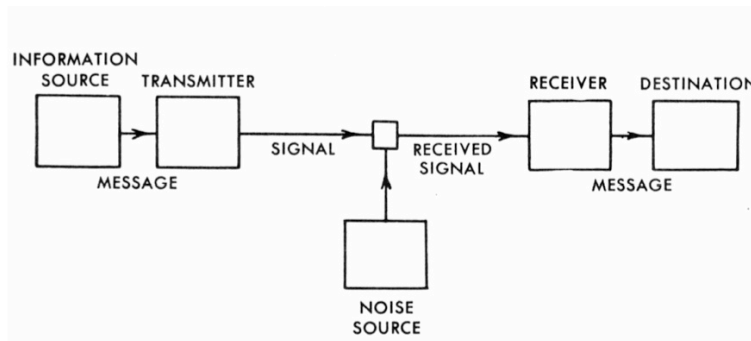 INFORMATION
SOURCE
TRANSMITTER
RECEIVER
DESTINATION
SIGNAL
RECEIVED
SIGNAL
MESSAGE
MESSAGE
NOISE
SOURCE